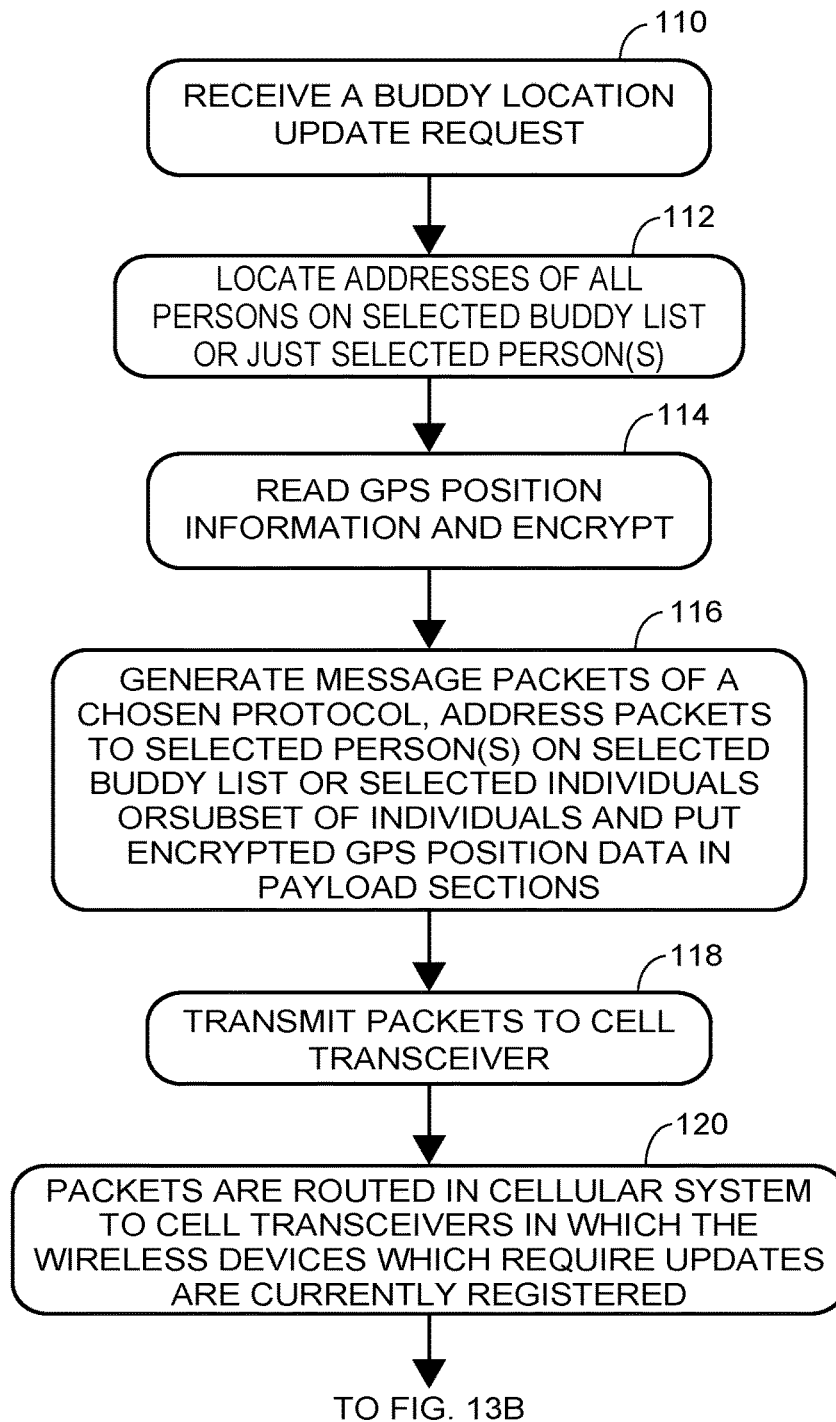 110
RECEIVE A BUDDY LOCATION
UPDATE REQUEST
112
LOCATE ADDRESSES OF ALL
PERSONS ON SELECTED BUDDY LIST
OR JUST SELECTED PERSON(S)
114
READ GPS POSITION
INFORMATION AND ENCRYPT
116
GENERATE MESSAGE PACKETS OF A
CHOSEN PROTOCOL, ADDRESS PACKETS
TO SELECTED PERSON(S) ON SELECTED
BUDDY LIST OR SELECTED INDIVIDUALS
ORSUBSET OF INDIVIDUALS AND PUT
ENCRYPTED GPS POSITION DATA IN
PAYLOAD SECTIONS
118
TRANSMIT PACKETS TO CELL
TRANSCEIVER
120
PACKETS ARE ROUTED IN CELLULAR SYSTEM
TO CELL TRANSCEIVERS IN WHICH THE
WIRELESS DEVICES WHICH REQUIRE UPDATES
ARE CURRENTLY REGISTERED
TO FIG. 13B